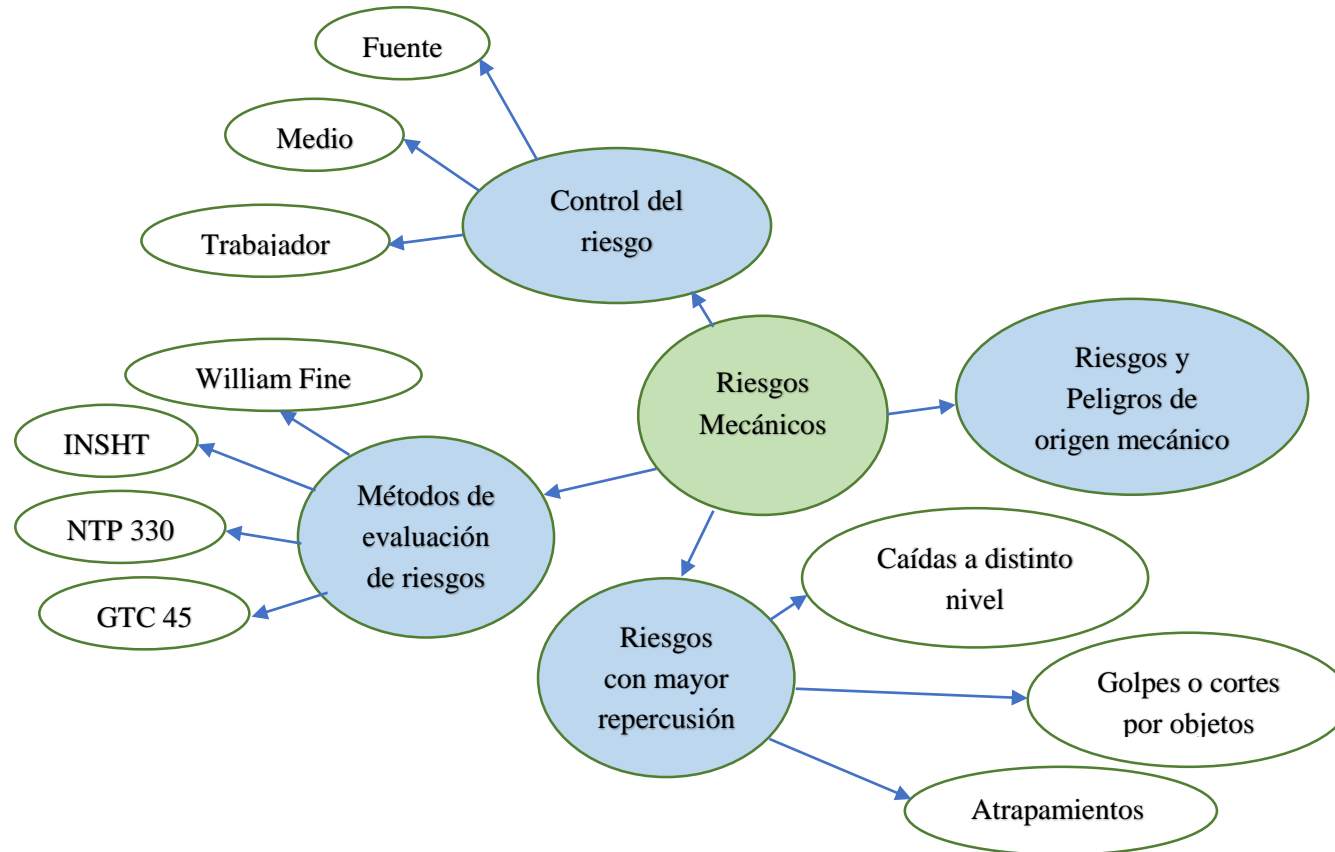 Fuente
Medio
Trabajador
Control del
riesgo
Riesgos
Mecánicos
Riesgos y
Peligros de
origen mecánico
William Fine
INSHT
NTP 330
GTC 45
Métodos de
evaluación
de riesgos
Riesgos
con mayor
repercusión
Caídas a distinto
nivel
Golpes o cortes
por objetos
Atrapamientos